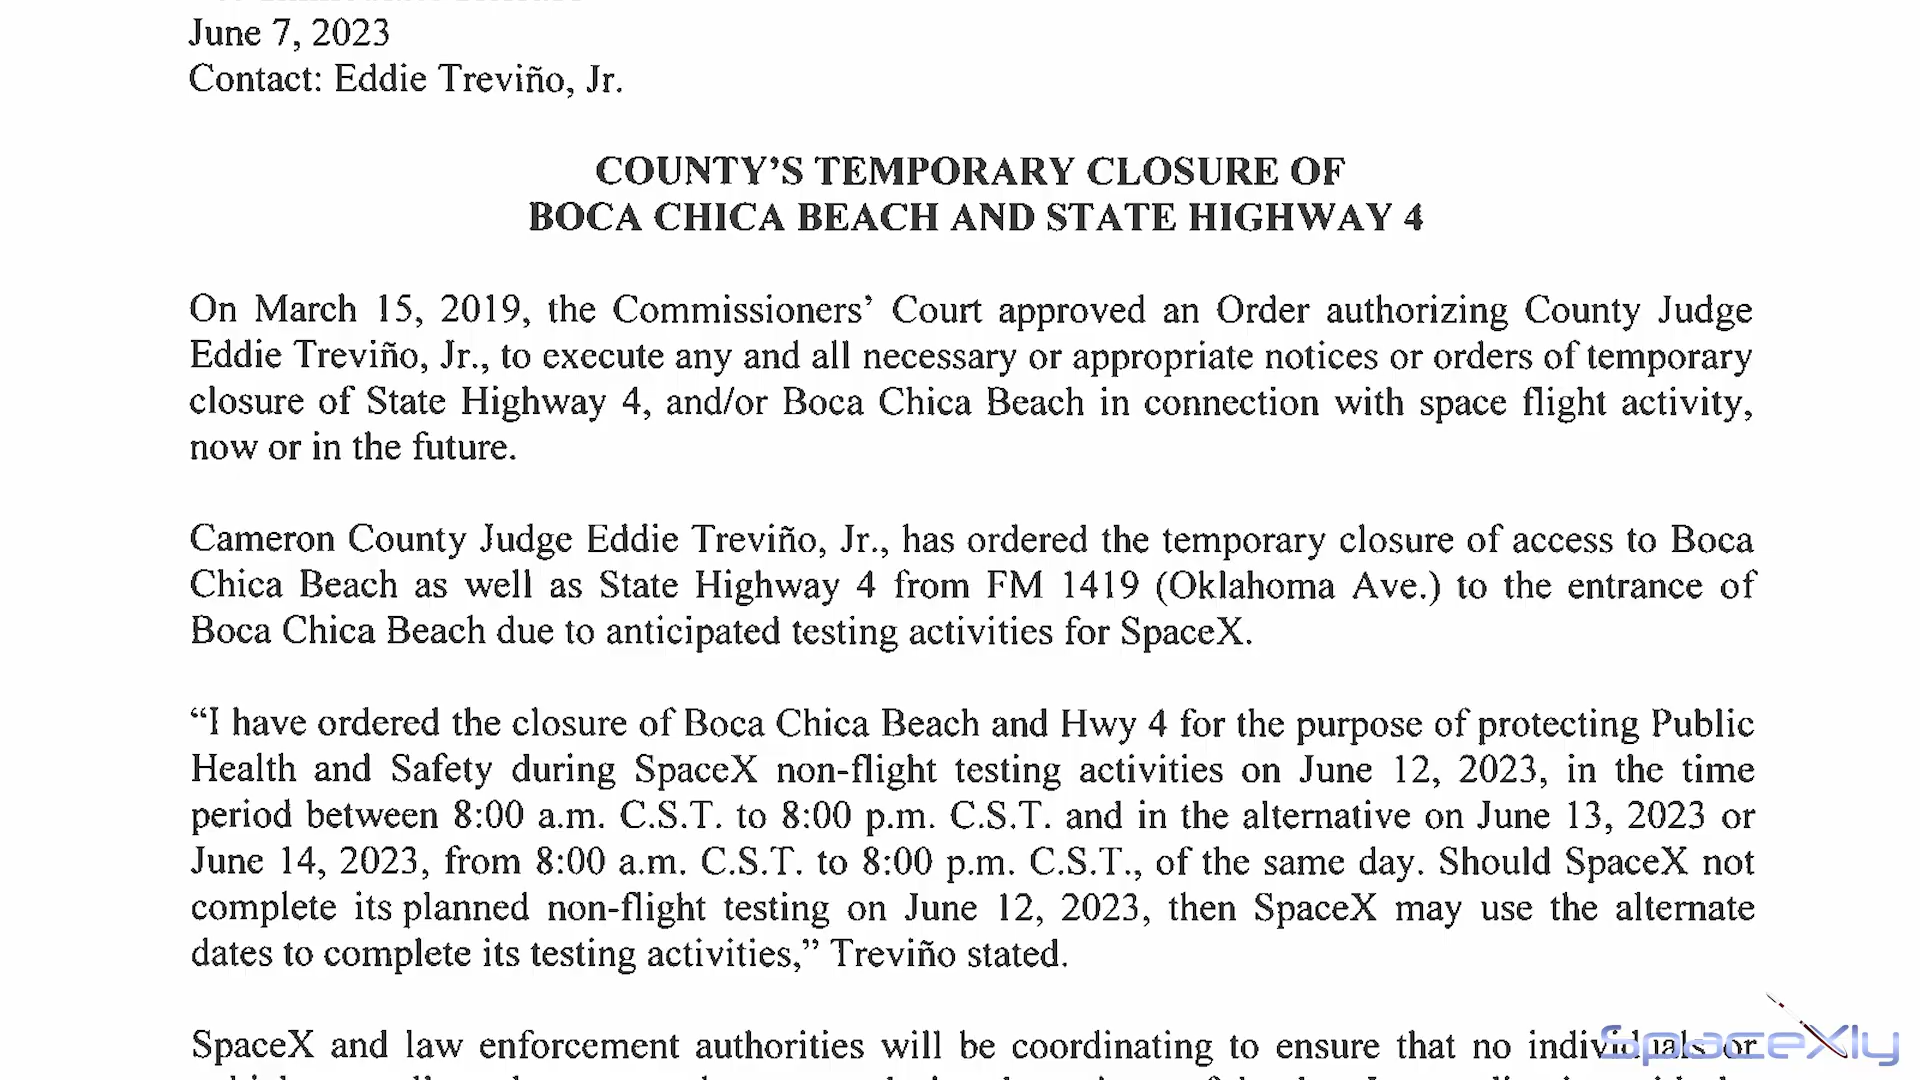 June 7, 2023
Contact: Eddie Treviño, Jr.
COUNTY’S TEMPORARY CLOSURE OF
BOCA CHICA BEACH AND STATE HIGHWAY 4
On March 15, 2019, the Commissioners’ Court approved an Order authorizing County Judge
Eddie Treviño, Jr., to execute any and all necessary or appropriate notices or orders of temporary
closure of State Highway 4, and/or Boca Chica Beach in connection with space flight activity,
now or in the future.
Cameron County Judge Eddie Treviño, Jr., has ordered the temporary closure of access to Boca
Chica Beach as well as State Highway 4 from FM 1419 (Oklahoma Ave.) to the entrance of
Boca Chica Beach due to anticipated testing activities for SpaceX.
“I have ordered the closure of Boca Chica Beach and Hwy 4 for the purpose of protecting Public
Health and Safety during SpaceX non-flight testing activities on June 12, 2023, in the time
period between 8:00 a.m. C.S.T. to 8:00 p.m. C.S.T. and in the alternative on June 13, 2023 or
June 14, 2023, from 8:00 a.m. C.S.T. to 8:00 p.m. C.S.T., of the same day. Should SpaceX not
complete its planned non-flight testing on June 12, 2023, then SpaceX may use the alternate
dates to complete its testing activities,” Treviño stated.
SpaceX and law enforcement authorities will be coordinating to ensure that no individuals or
SpaceXly